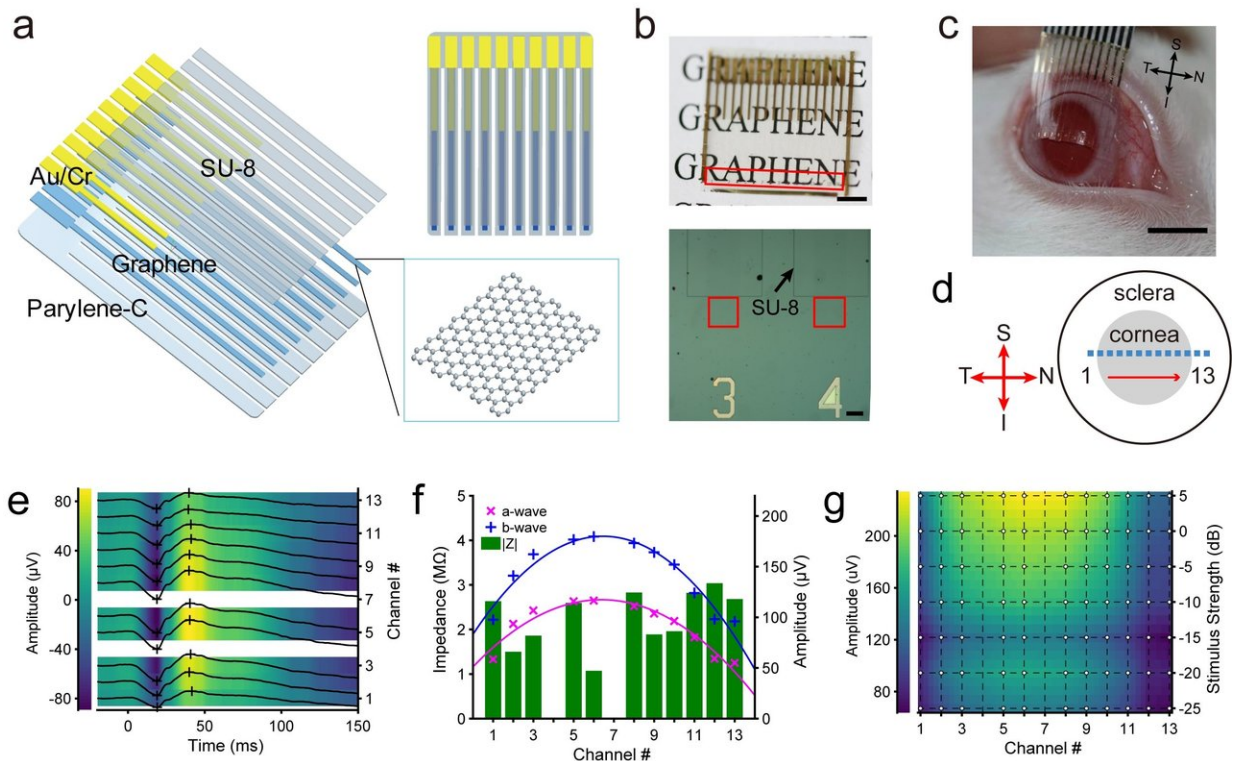 a
Au/Cr
SU-8
Graphene
Parylene-C
b
GRAPHENE
GRAPHENE
GRAPHENE
SU-8
3 4
c
S
T N
I
d
S
T N
I
sclera
cornea
1 13
e
Amplitude (µV)
80
40
0
-40
-80
13
11
9
7
5
3
1
Channel #
0 50 100 150
Time (ms)
f
Impedance (MΩ)
5
4
3
2
1
0
a-wave
b-wave
|Z|
200
150
100
50
0
Amplitude (µV)
1 3 5 7 9 11 13
Channel #
g
Amplitude (µV)
220
180
160
120
80
5
0
-5
-10
-15
-20
-25
Stimulus Strength (dB)
1 3 5 7 9 11 13
Channel #